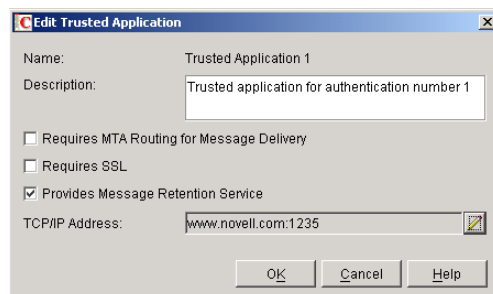 Edit Trusted Application
Name: Trusted Application 1
Description: Trusted application for authentication number 1
Requires MTA Routing for Message Delivery
Requires SSL
Provides Message Retention Service
TCP/IP Address: www.novell.com:1235
OK Cancel Help